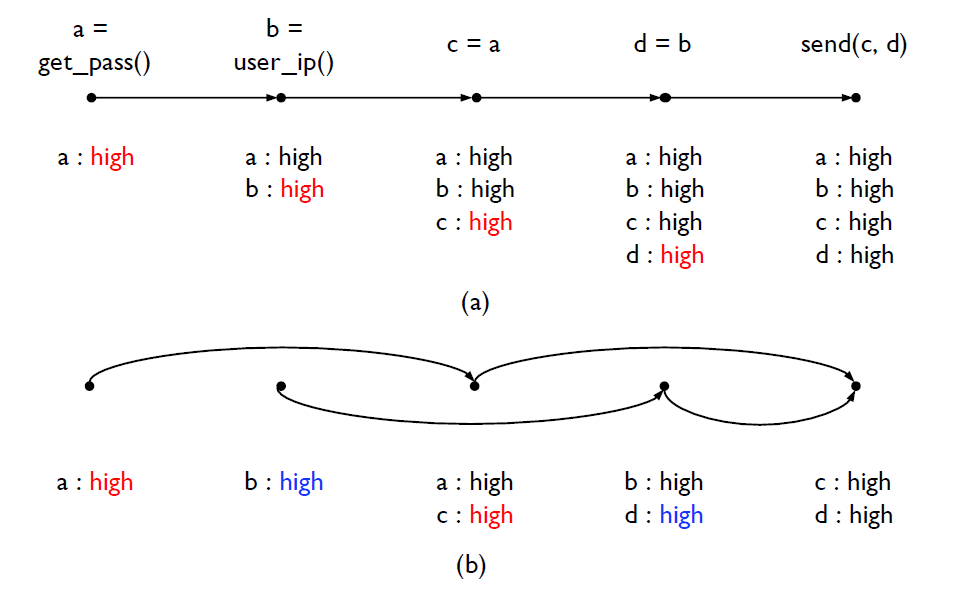 a =
get_pass()
b =
user_ip()
c = a
d = b
send(c, d)
a : high
a : high
b : high
a : high
b : high
c : high
a : high
b : high
c : high
d : high
a : high
b : high
c : high
d : high
(a)
a : high
b : high
a : high
c : high
b : high
d : high
c : high
d : high
(b)